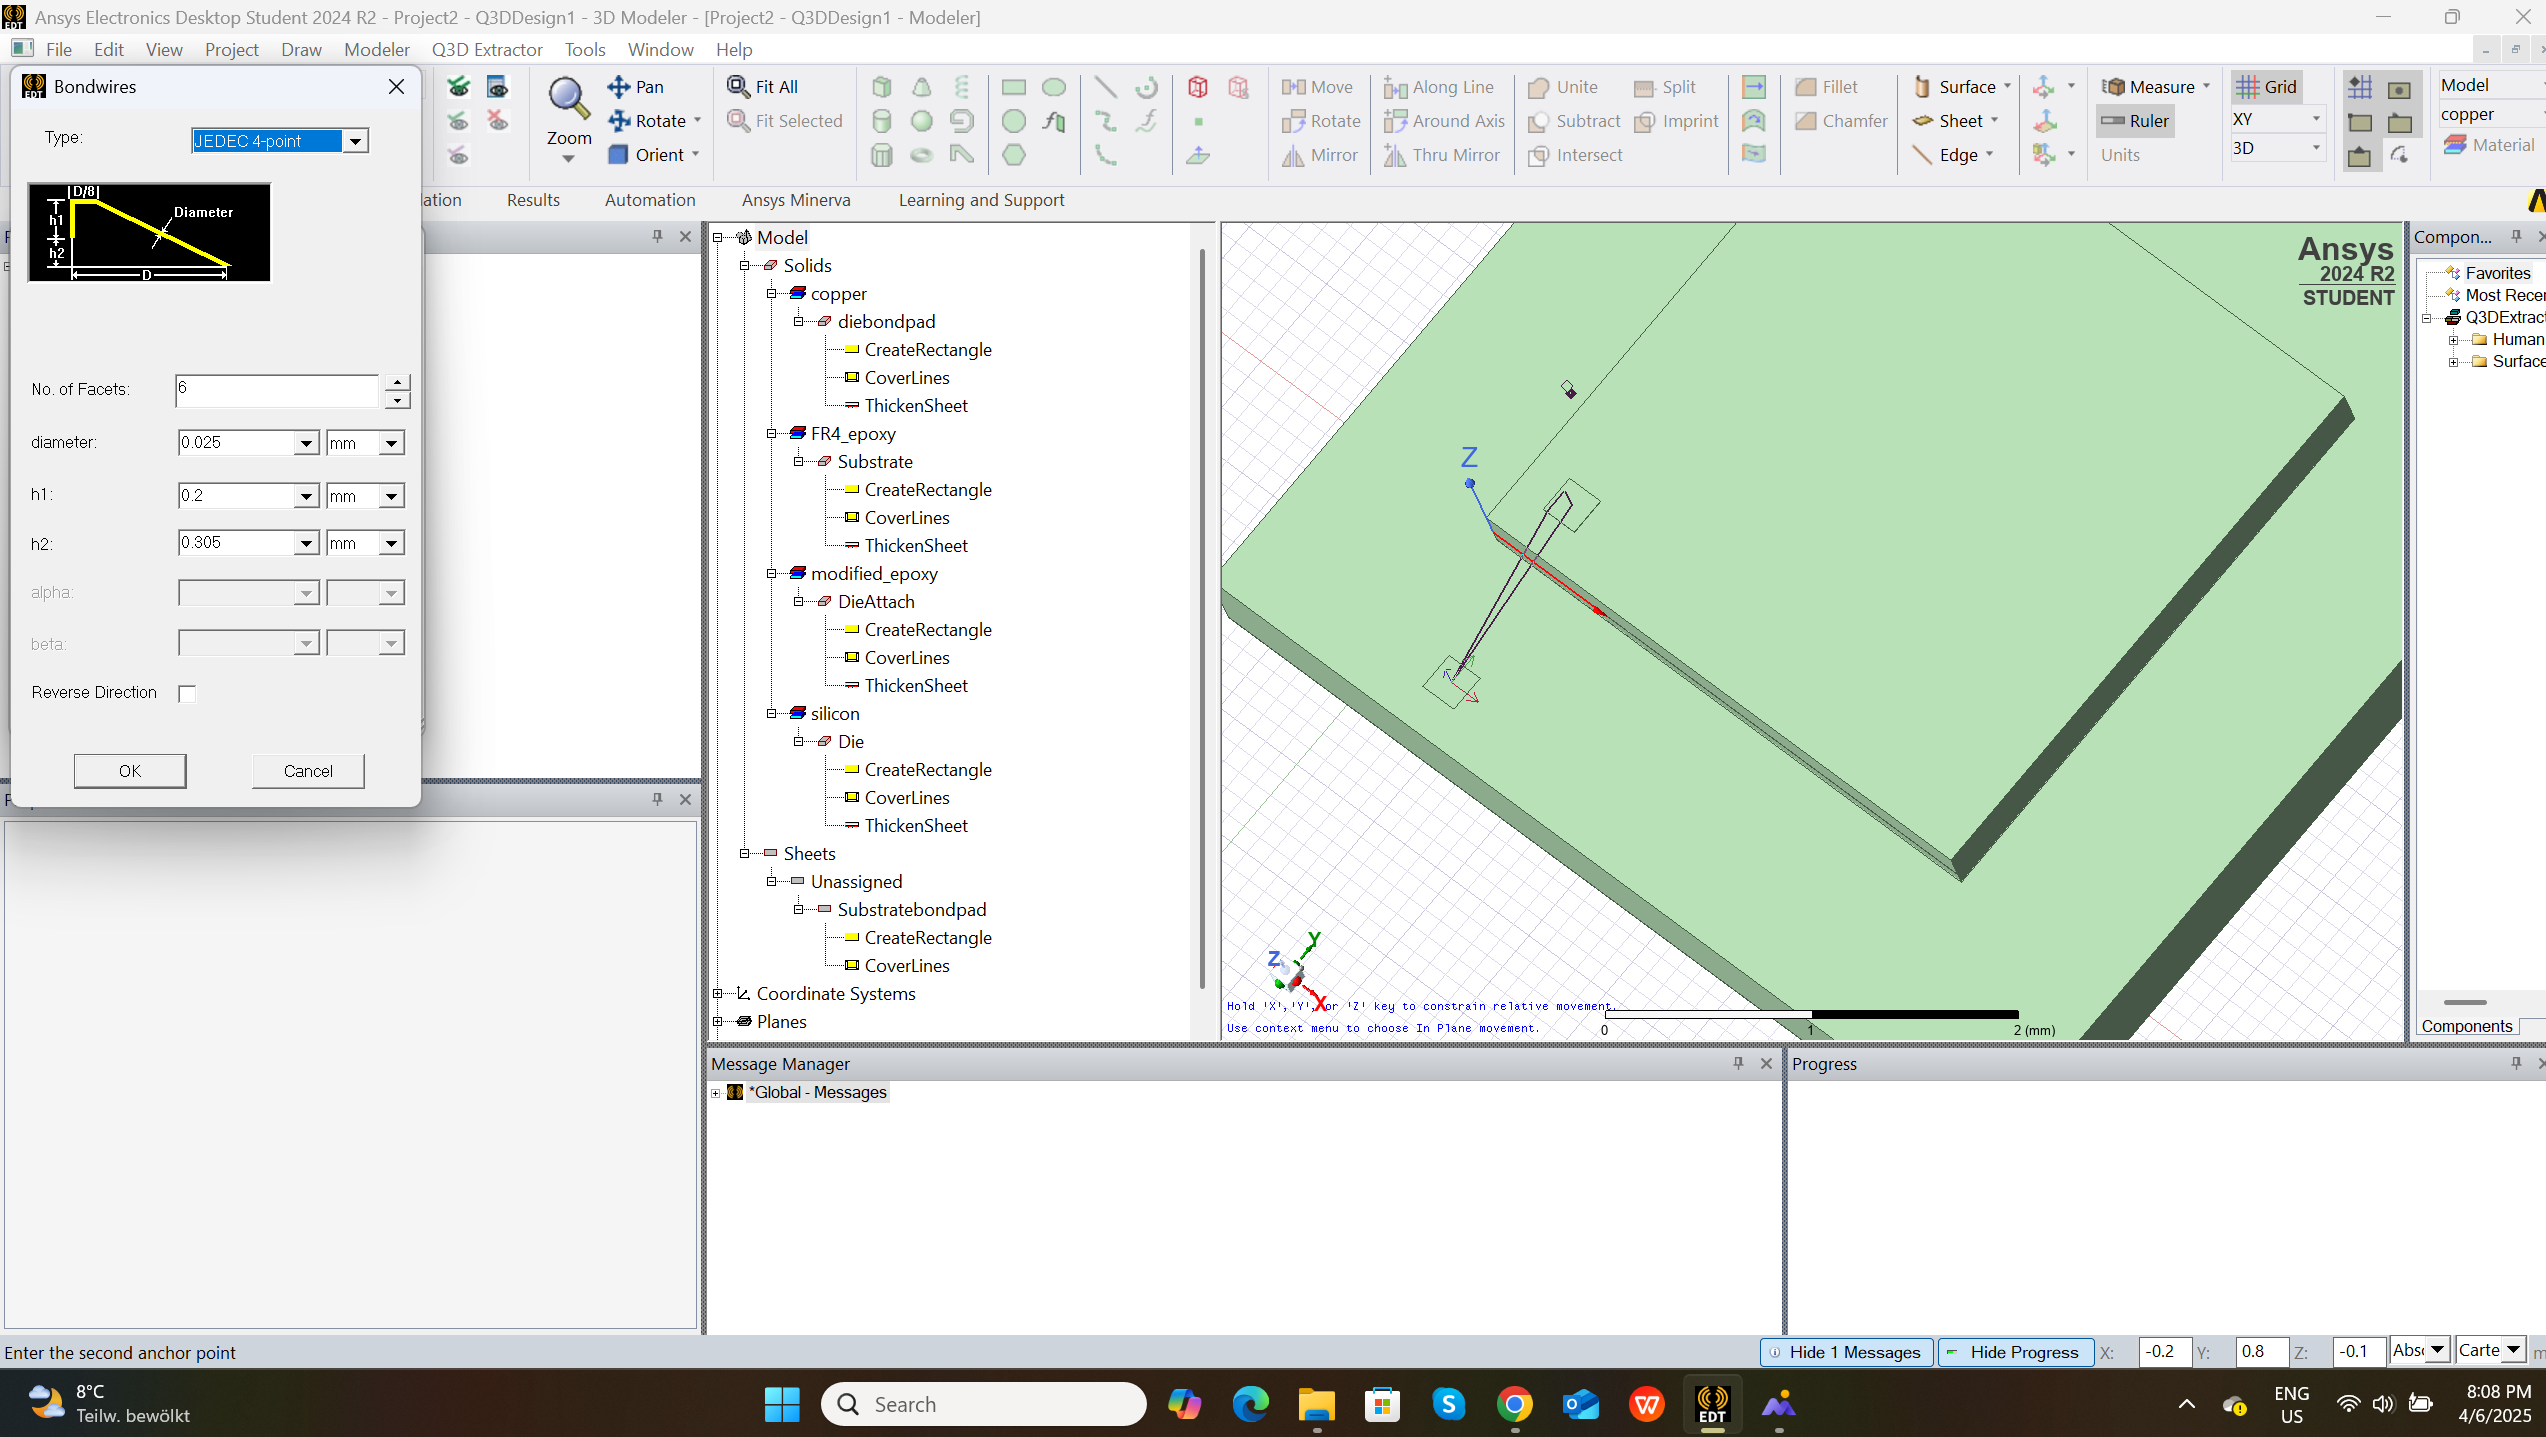 Ansys Electronics Desktop Student 2024 R2 - Project2 - Q3DDesign1 - 3D Modeler - [Project2 - Q3DDesign1 - Modeler]
File Edit View Project Draw Modeler Q3D Extractor Tools Window Help
Bondwires
Type: JEDEC 4-point
D/8
h1
h2
Diameter
D
No. of Facets: 6
diameter: 0.025 mm
h1: 0.2 mm
h2: 0.305 mm
alpha:
beta:
Reverse Direction
OK Cancel
Zoom
Pan
Rotate
Orient
Fit All
Fit Selected
Move
Rotate
Mirror
Along Line
Around Axis
Thru Mirror
Unite
Subtract
Intersect
Split
Imprint
Fillet
Chamfer
Surface
Sheet
Edge
Measure
Ruler
Units
Grid
XY
3D
Model
copper
Material
lation Results Automation Ansys Minerva Learning and Support
Model
Solids
copper
diebondpad
CreateRectangle
CoverLines
ThickenSheet
FR4_epoxy
Substrate
CreateRectangle
CoverLines
ThickenSheet
modified_epoxy
DieAttach
CreateRectangle
CoverLines
ThickenSheet
silicon
Die
CreateRectangle
CoverLines
ThickenSheet
Sheets
Unassigned
Substratebondpad
CreateRectangle
CoverLines
Coordinate Systems
Planes
Ansys
2024 R2
STUDENT
Z
Y
Z
X
Hold 'X','Y', or 'Z' key to constrain relative movement.
Use context menu to choose In Plane movement.
0 1 2 (mm)
Compon...
Favorites
Most Recen
Q3DExtract
Human
Surface
Components
Message Manager
*Global - Messages
Progress
Enter the second anchor point
Hide 1 Messages Hide Progress X: -0.2 Y: 0.8 Z: -0.1 Abs Carte m
8°C
Teilw. bewölkt
Search
EDT
ENG
US
8:08 PM
4/6/2025